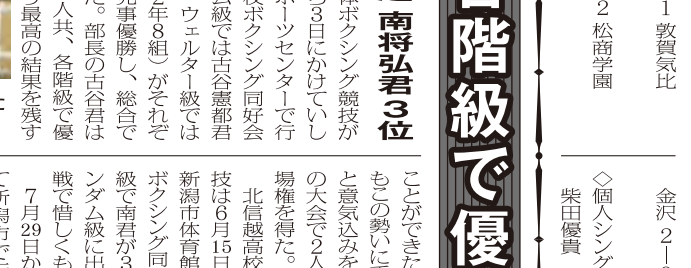 1 敦賀気比
2 松商学園
金沢 2―0
◇個人シング
柴田優貴
階級で優
南将弘君3位
体ボクシング競技が
ら3日にかけていし
ポーツセンターで行
校ボクシング同好会
ム級では古谷憲都君
ウェルター級では
2年8組）がそれぞ
見事優勝し、総合で
た。部長の古谷君は
人共、各階級で優
り最高の結果を残す
ことができた
もこの勢いにて
と意気込みを
の大会で2人
場権を得た。
北信越高校
技は6月15日
新潟市体育館
ボクシング同
級で南君が3
ンダム級に出
戦で惜しくも
7月29日か